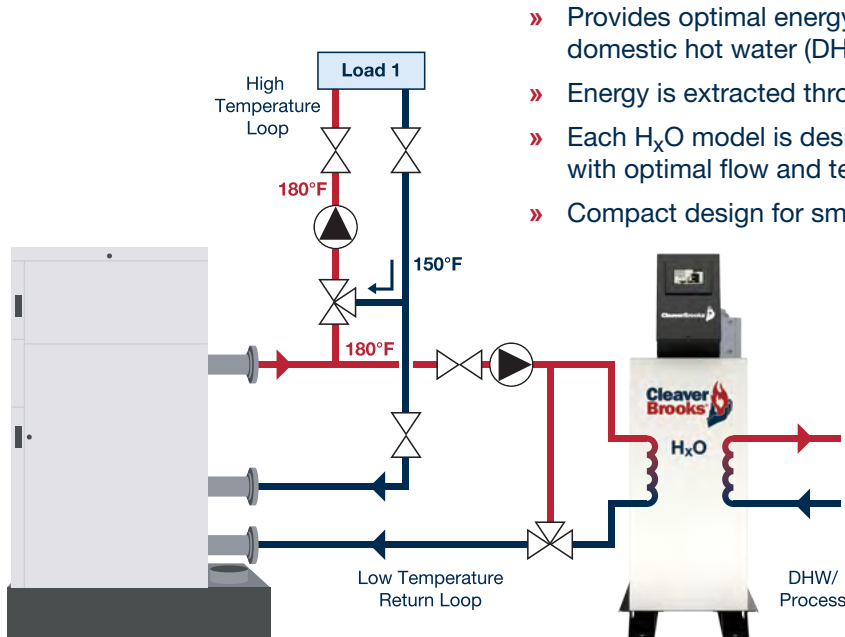 » Provides optimal energy
domestic hot water (DH
» Energy is extracted thro
» Each HxO model is desi
with optimal flow and te
» Compact design for sm
Load 1
High
Temperature
Loop
180°F
150°F
180°F
CleaverBrooks
Cleaver
Brooks
HxO
Low Temperature
Return Loop
DHW/
Process